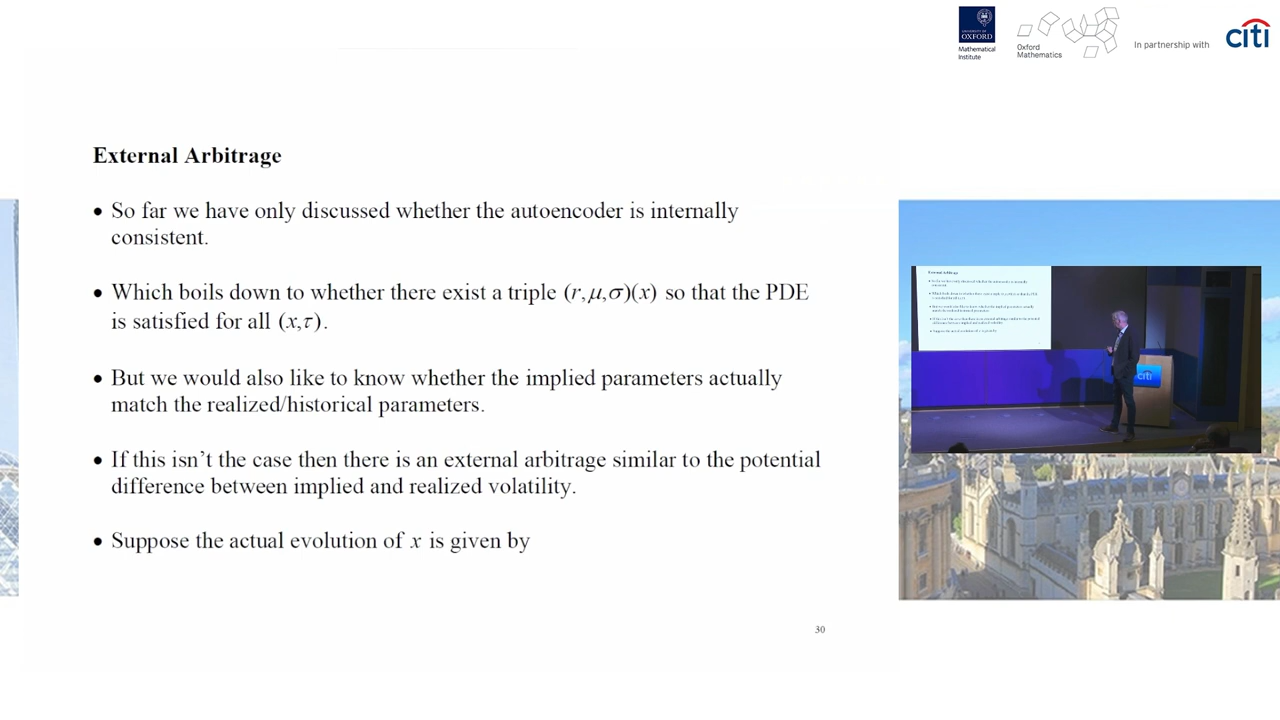 UNIVERSITY OF
OXFORD
Mathematical
Institute
Oxford
Mathematics
In partnership with
citi
External Arbitrage
• So far we have only discussed whether the autoencoder is internally
consistent.
• Which boils down to whether there exist a triple (r,μ,σ)(x) so that the PDE
is satisfied for all (x,τ).
• But we would also like to know whether the implied parameters actually
match the realized/historical parameters.
• If this isn't the case then there is an external arbitrage similar to the potential
difference between implied and realized volatility.
• Suppose the actual evolution of x is given by
30
External Arbitrage
citi